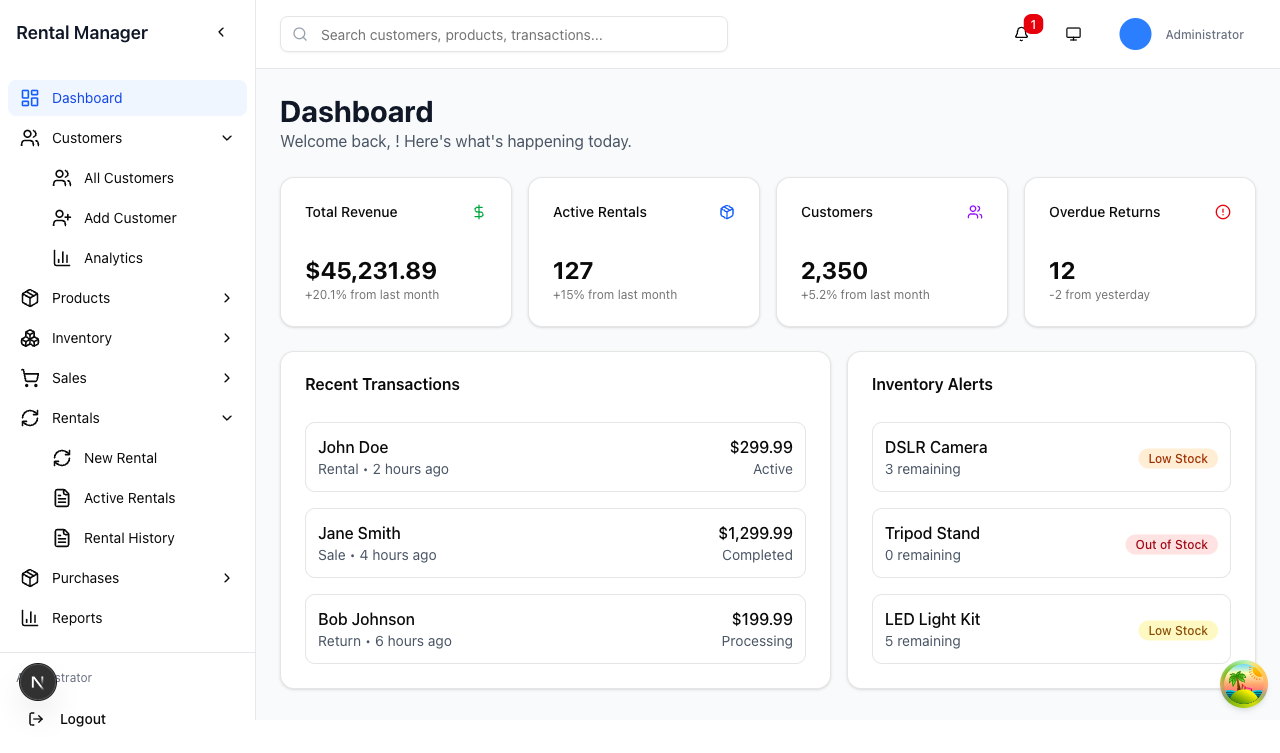 Rental Manager
Dashboard
Customers
All Customers
Add Customer
Analytics
Products
Inventory
Sales
Rentals
New Rental
Active Rentals
Rental History
Purchases
Reports
N
Logout
Search customers, products, transactions...
1
Administrator
Dashboard
Welcome back, ! Here's what's happening today.
Total Revenue
$45,231.89
+20.1% from last month
Active Rentals
127
+15% from last month
Customers
2,350
+5.2% from last month
Overdue Returns
12
-2 from yesterday
Recent Transactions
John Doe $299.99
Rental • 2 hours ago Active
Jane Smith $1,299.99
Sale • 4 hours ago Completed
Bob Johnson $199.99
Return • 6 hours ago Processing
Inventory Alerts
DSLR Camera
3 remaining
Low Stock
Tripod Stand
0 remaining
Out of Stock
LED Light Kit
5 remaining
Low Stock